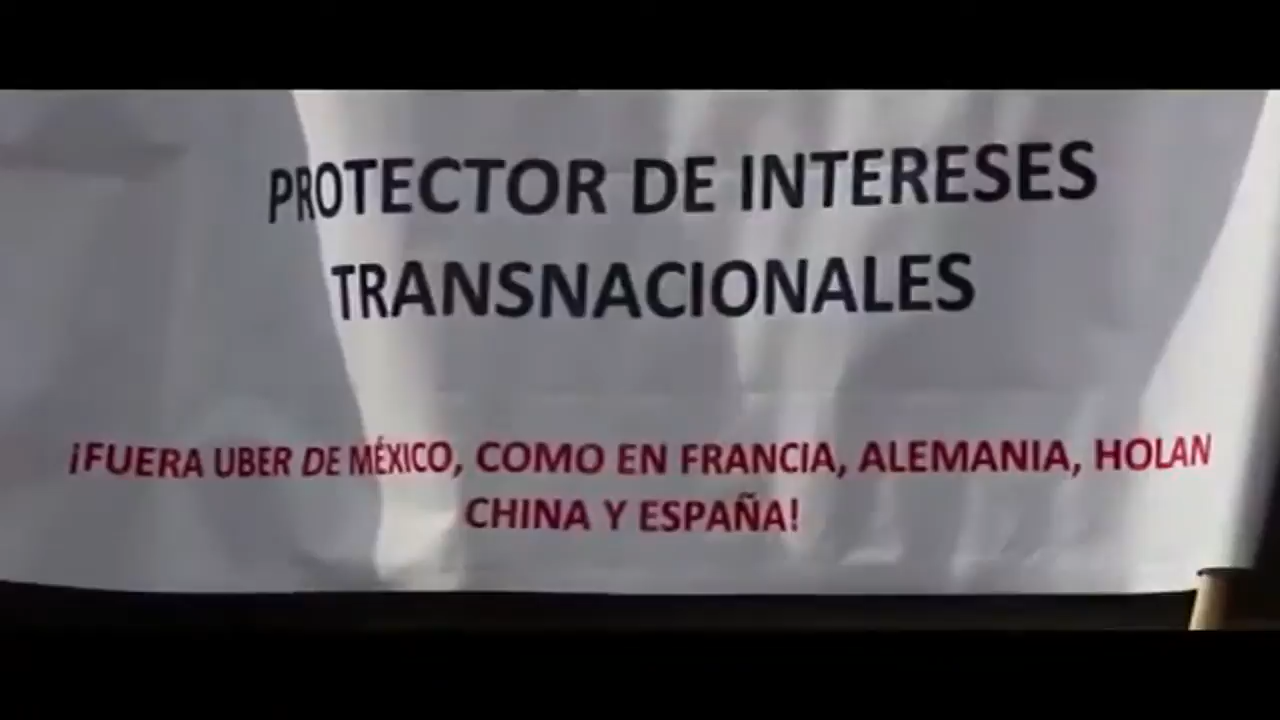 PROTECTOR DE INTERESES
TRANSNACIONALES
¡FUERA UBER DE MÉXICO, COMO EN FRANCIA, ALEMANIA, HOLAN
CHINA Y ESPAÑA!